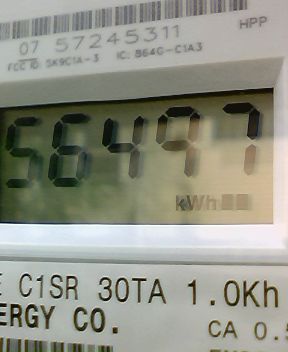 HPP
07 57245311
FCC ID: SK9C1A-3 IC: 864G-C1A3
56497
kWh
C1SR 30TA 1.0Kh
ERGY CO.
CA 0.5